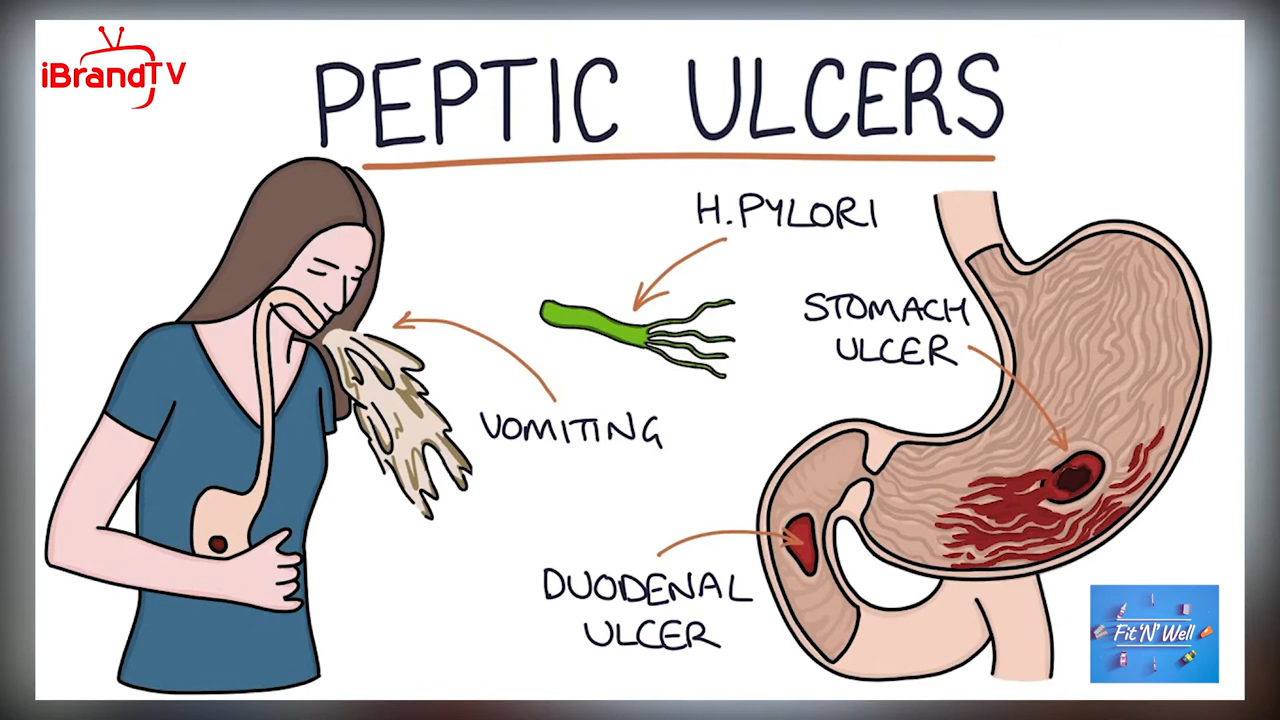 iBrandTV
PEPTIC ULCERS
H. PYLORI
STOMACH
ULCER
VOMITING
DUODENAL
ULCER
Fit 'N' Well